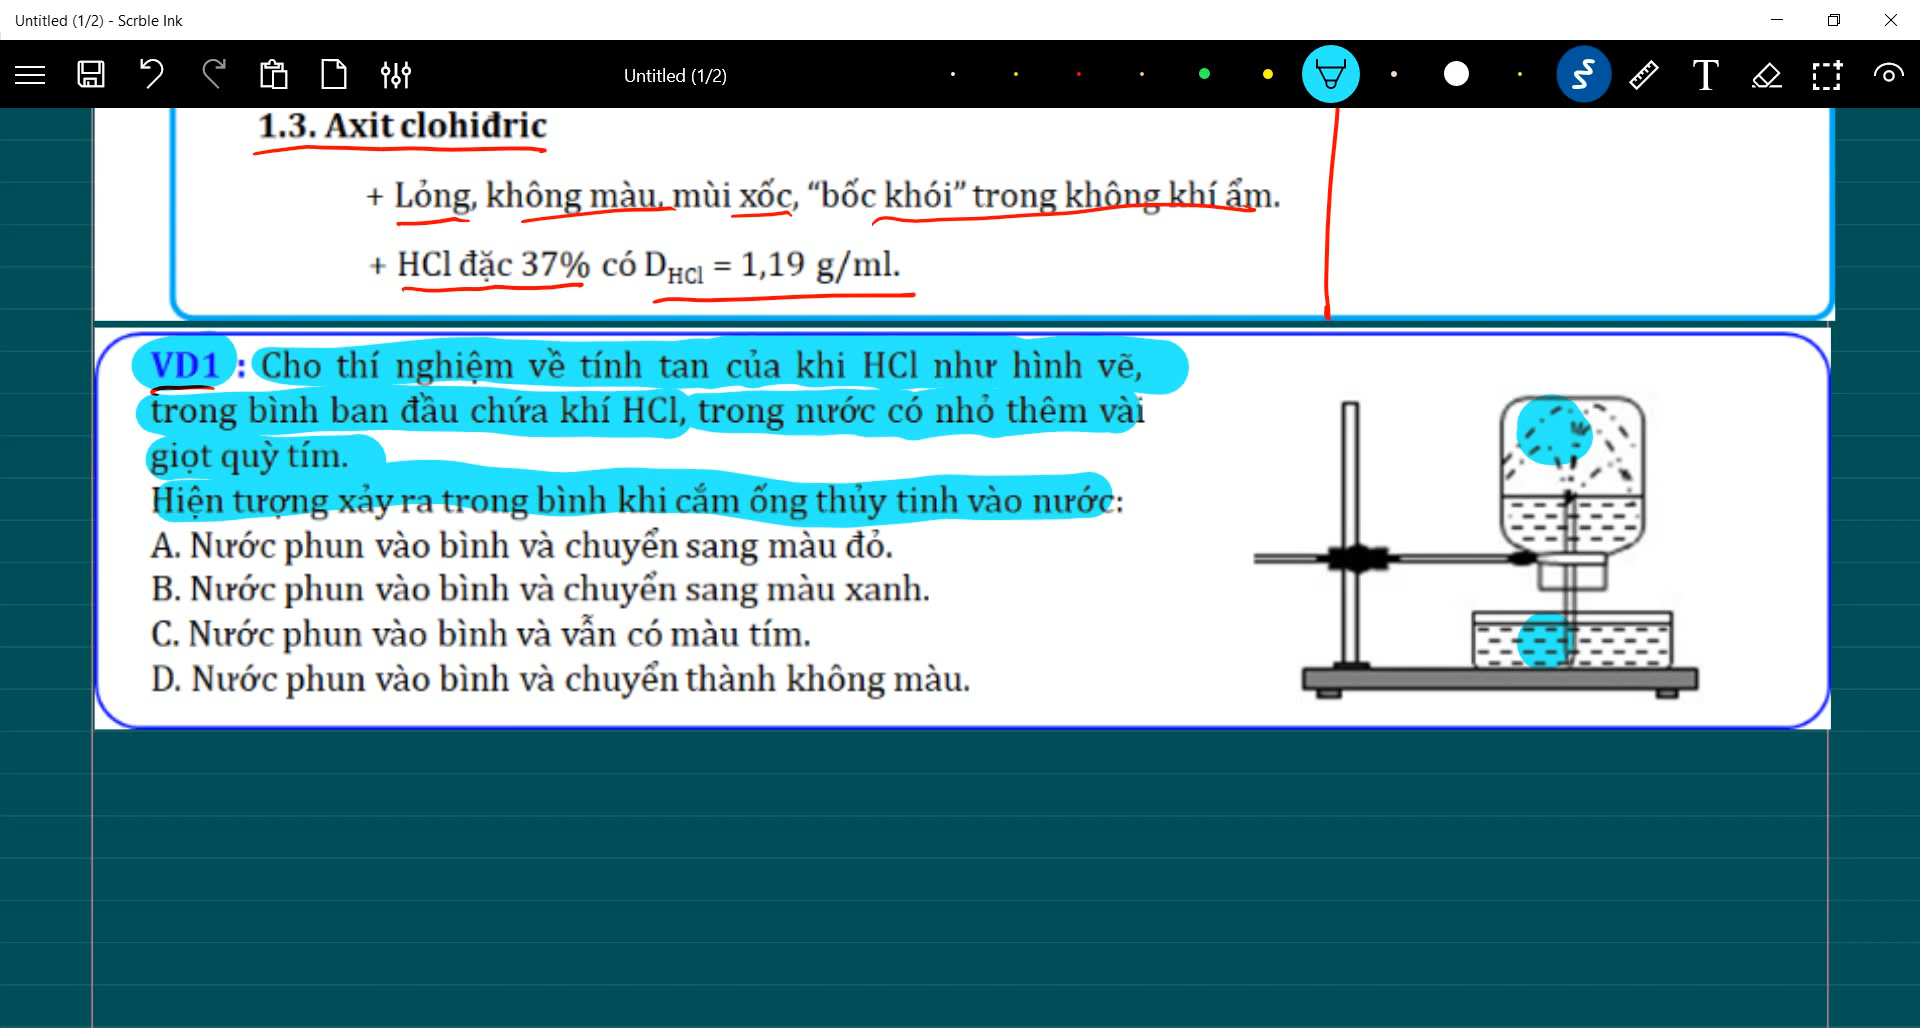 Untitled (1/2) - Scrble Ink
Untitled (1/2)
T
1.3. Axit clohiđric
+ Lỏng, không màu, mùi xốc, “bốc khói” trong không khí ẩm.
+ HCl đặc 37% có DHCl = 1,19 g/ml.
VD1 : Cho thí nghiệm về tính tan của khi HCl như hình vẽ,
trong bình ban đầu chứa khí HCl, trong nước có nhỏ thêm vài
giọt quỳ tím.
Hiện tượng xảy ra trong bình khi cắm ống thủy tinh vào nước:
A. Nước phun vào bình và chuyển sang màu đỏ.
B. Nước phun vào bình và chuyển sang màu xanh.
C. Nước phun vào bình và vẫn có màu tím.
D. Nước phun vào bình và chuyển thành không màu.